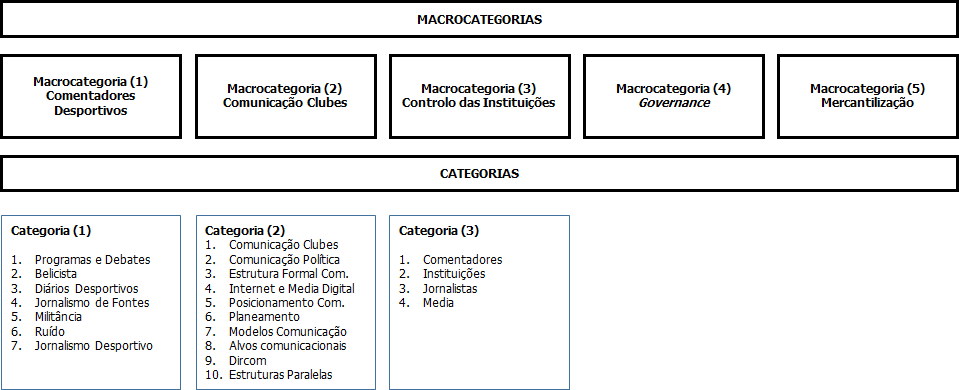 MACROCATEGORIAS
Macrocategoria (1)
Comentadores
Desportivos
Macrocategoria (2)
Comunicação Clubes
Macrocategoria (3)
Controlo das Instituições
Macrocategoria (4)
Governance
Macrocategoria (5)
Mercantilização
CATEGORIAS
Categoria (1)
1. Programas e Debates
2. Belicista
3. Diários Desportivos
4. Jornalismo de Fontes
5. Militância
6. Ruído
7. Jornalismo Desportivo
Categoria (2)
1. Comunicação Clubes
2. Comunicação Política
3. Estrutura Formal Com.
4. Internet e Media Digital
5. Posicionamento Com.
6. Planeamento
7. Modelos Comunicação
8. Alvos comunicacionais
9. Dircom
10. Estruturas Paralelas
Categoria (3)
1. Comentadores
2. Instituições
3. Jornalistas
4. Media